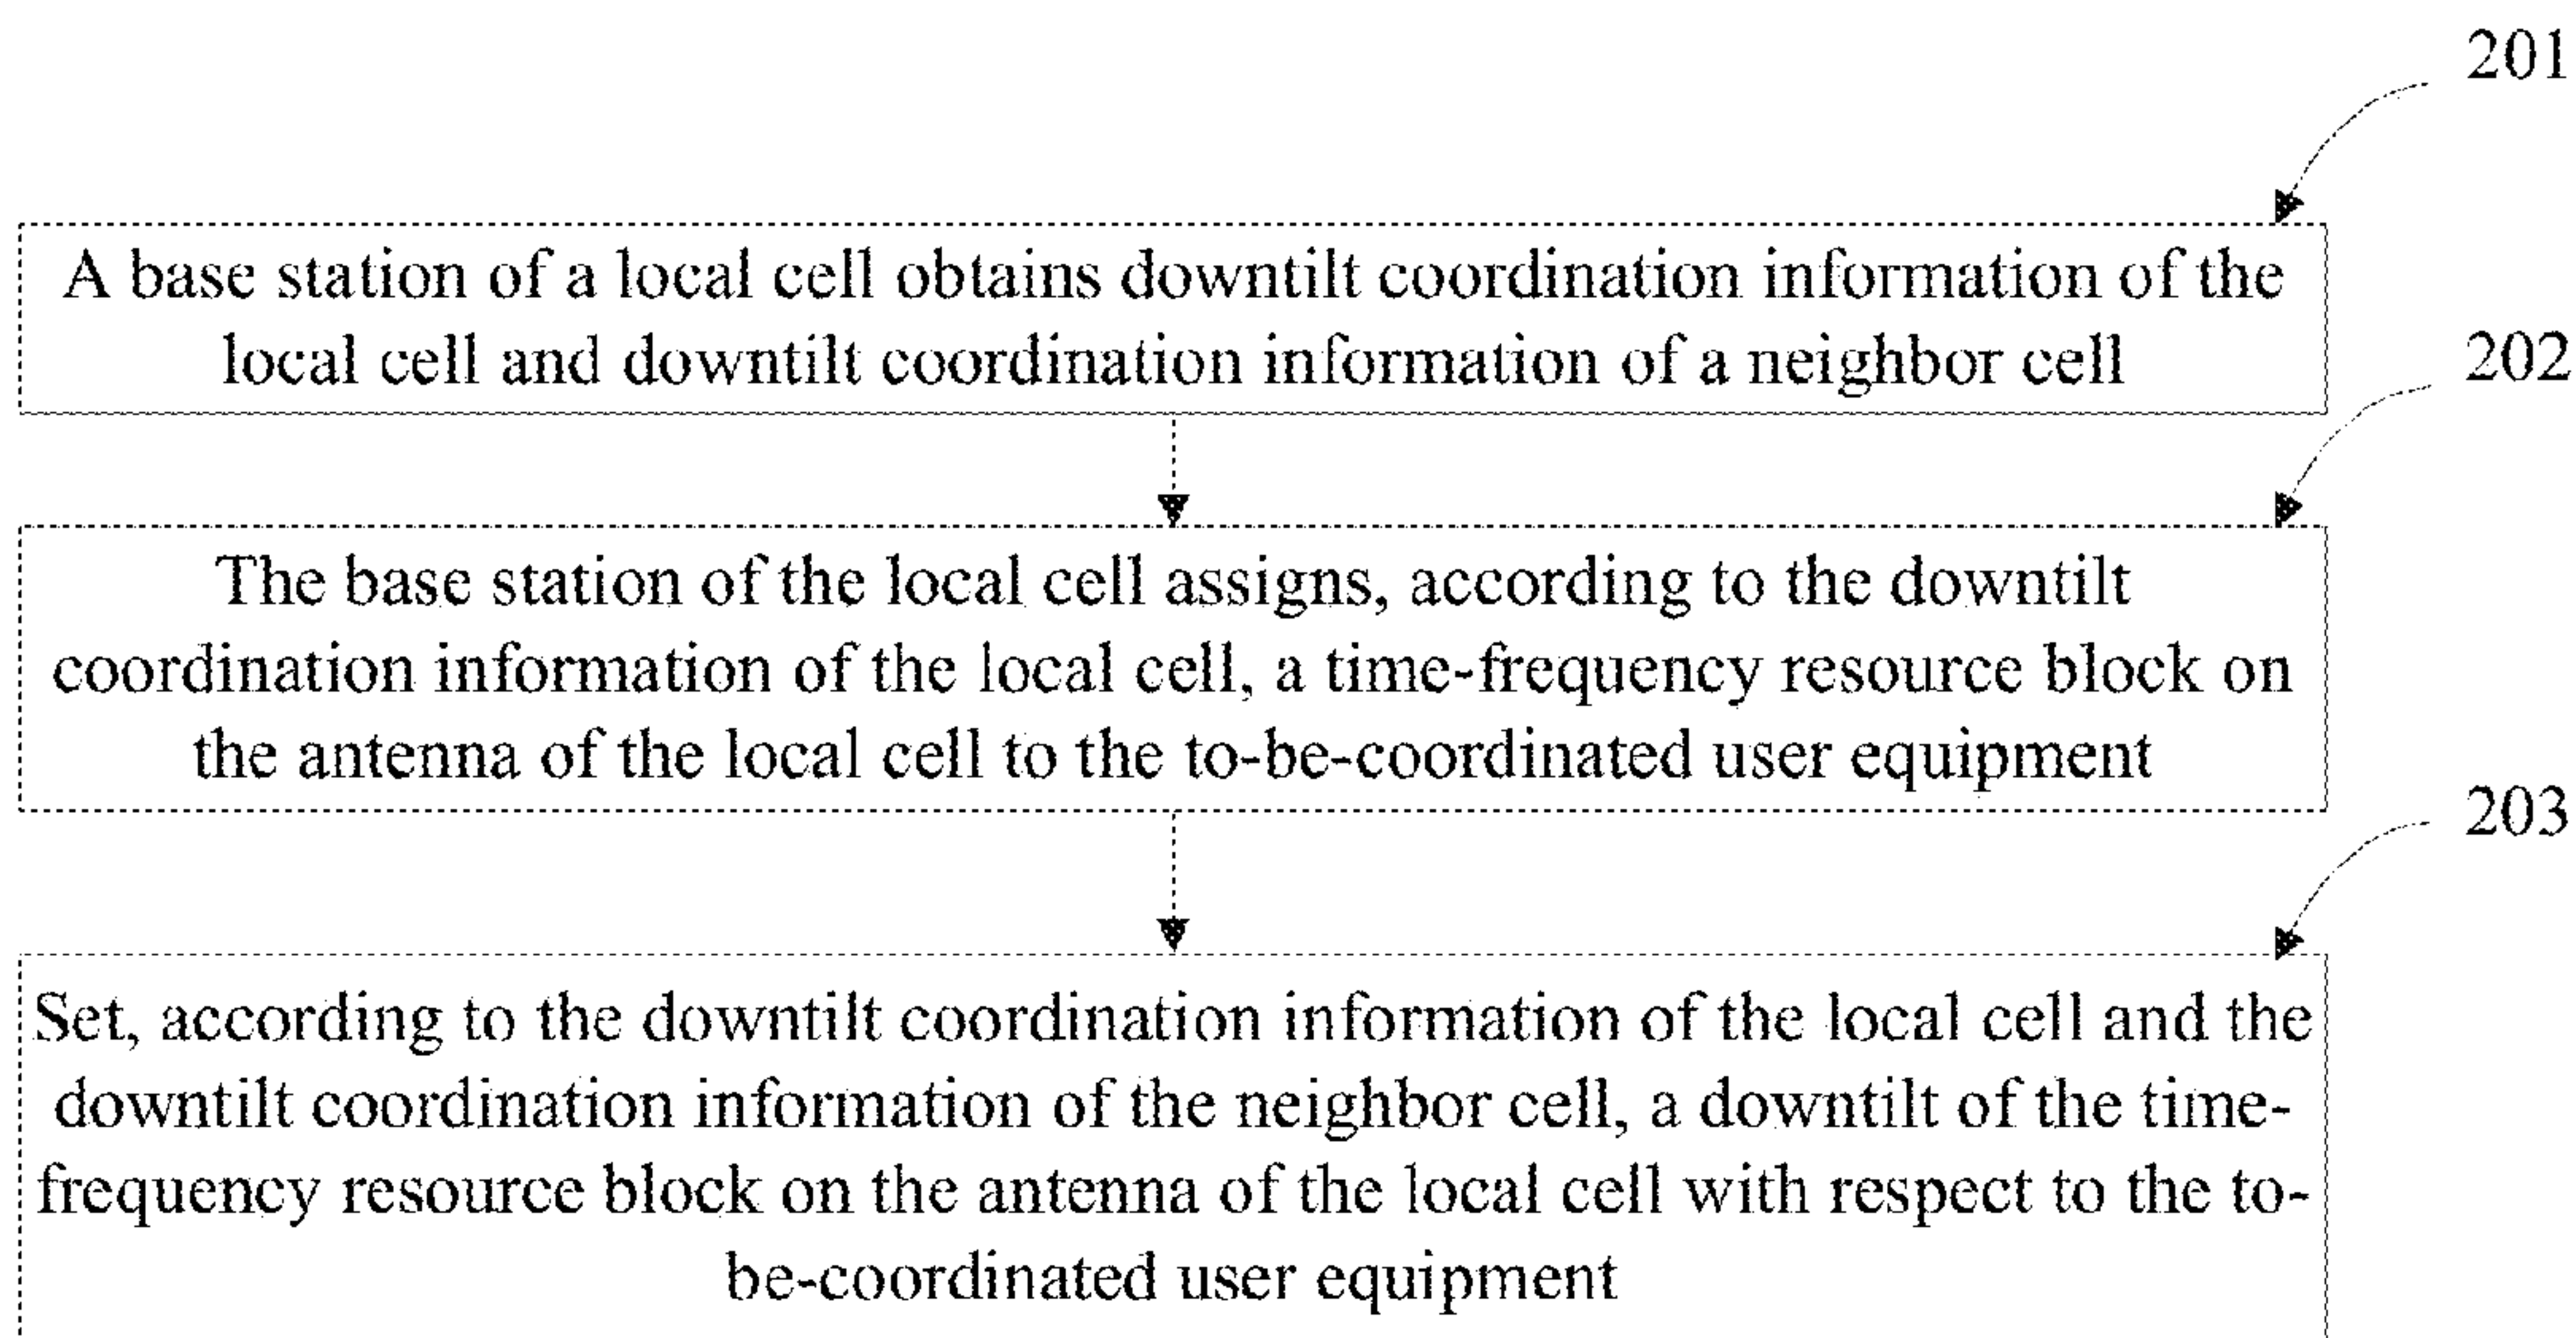 201
A base station of a local cell obtains downtilt coordination information of the
local cell and downtilt coordination information of a neighbor cell
202
The base station of the local cell assigns, according to the downtilt
coordination information of the local cell, a time-frequency resource block on
the antenna of the local cell to the to-be-coordinated user equipment
203
Set, according to the downtilt coordination information of the local cell and the
downtilt coordination information of the neighbor cell, a downtilt of the time-
frequency resource block on the antenna of the local cell with respect to the to-
be-coordinated user equipment